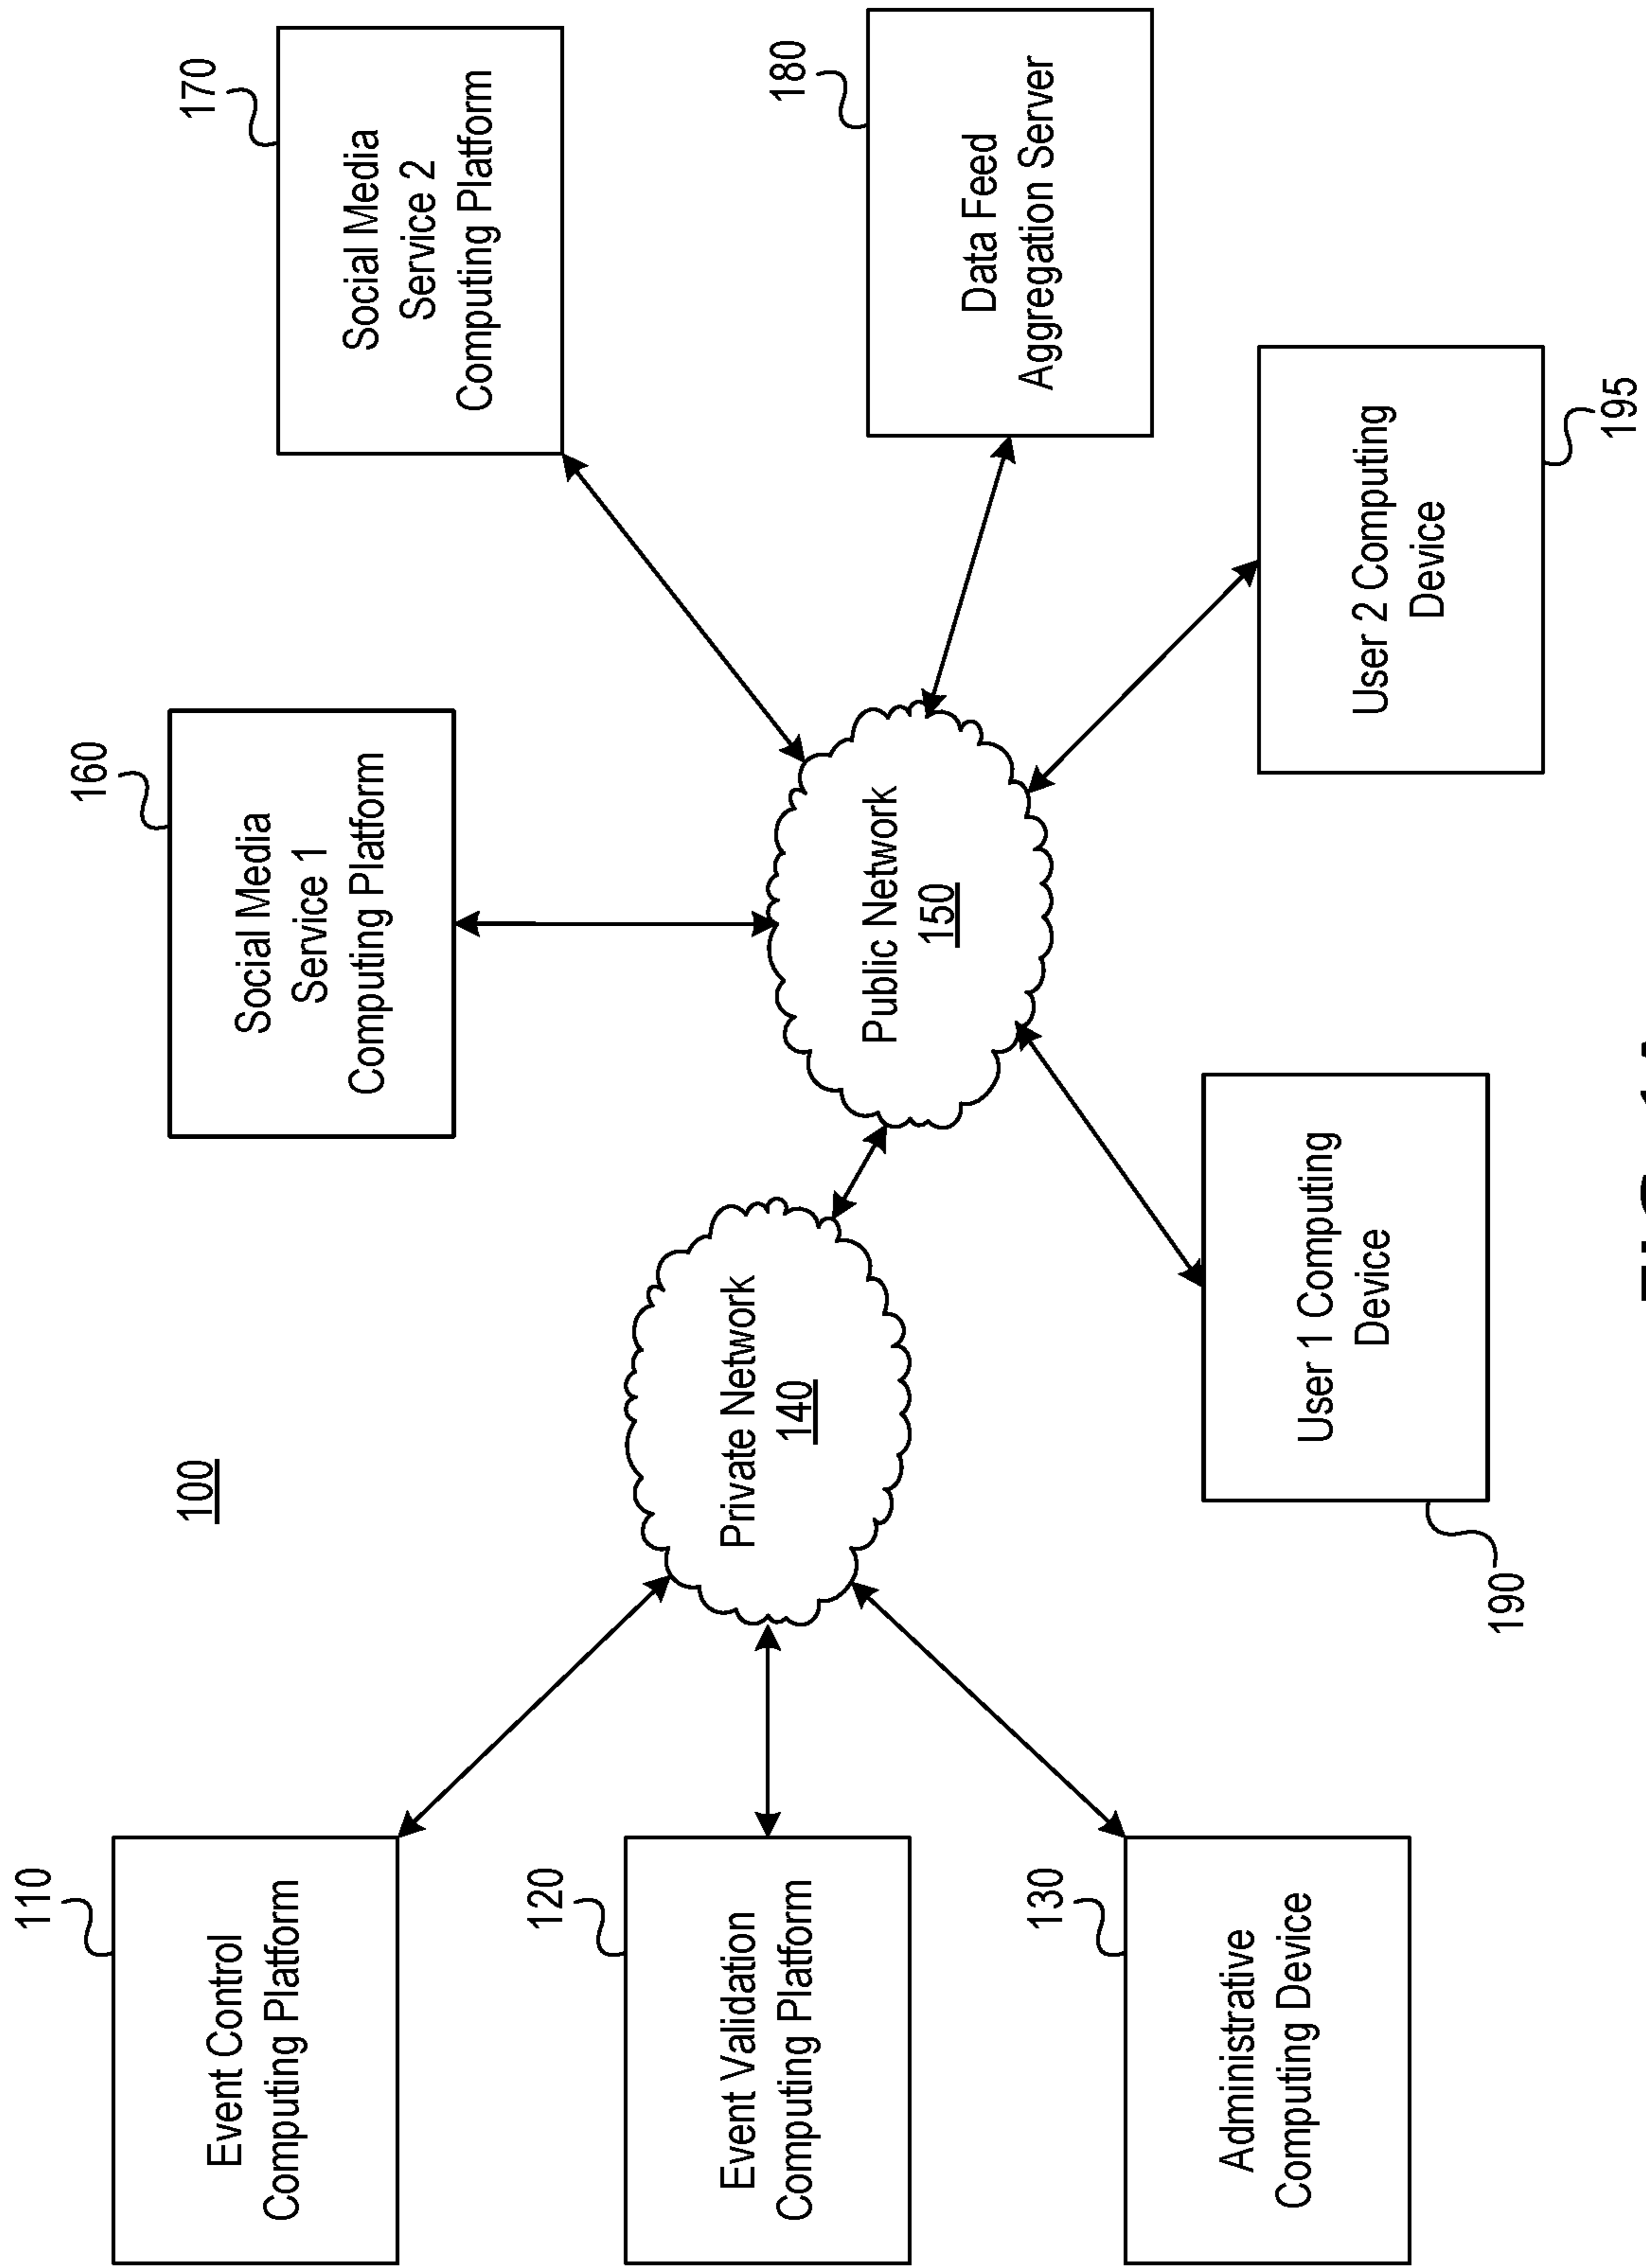 100
110
Event Control
Computing Platform
120
Event Validation
Computing Platform
130
Administrative
Computing Device
Private Network
140
Public Network
150
160
Social Media
Service 1
Computing Platform
170
Social Media
Service 2
Computing Platform
180
Data Feed
Aggregation Server
User 1 Computing
Device
190
User 2 Computing
Device
195